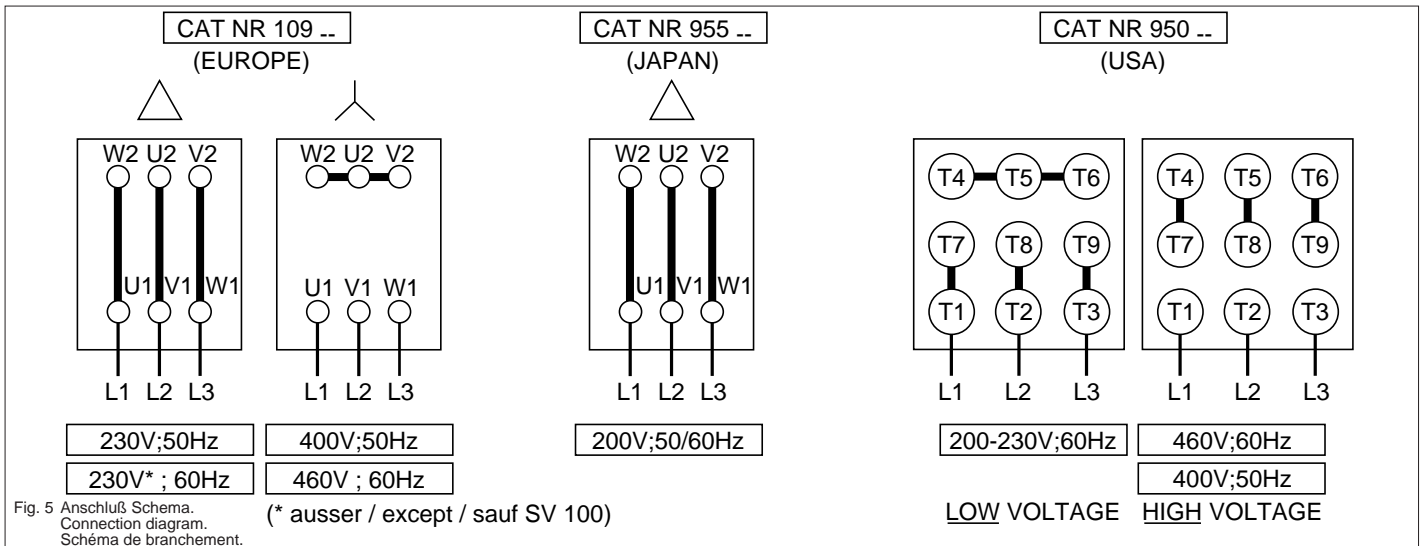 CAT NR 109 --
(EUROPE)
W2 U2 V2
U1 V1 W1
L1 L2 L3
230V;50Hz
230V* ; 60Hz
W2 U2 V2
U1 V1 W1
L1 L2 L3
400V;50Hz
460V ; 60Hz
(* ausser / except / sauf SV 100)
CAT NR 955 --
(JAPAN)
W2 U2 V2
U1 V1 W1
L1 L2 L3
200V;50/60Hz
CAT NR 950 --
(USA)
T4 T5 T6
T7 T8 T9
T1 T2 T3
L1 L2 L3
200-230V;60Hz
LOW VOLTAGE
T4 T5 T6
T7 T8 T9
T1 T2 T3
L1 L2 L3
460V;60Hz
400V;50Hz
HIGH VOLTAGE
Fig. 5 Anschluß Schema.
Connection diagram.
Schéma de branchement.